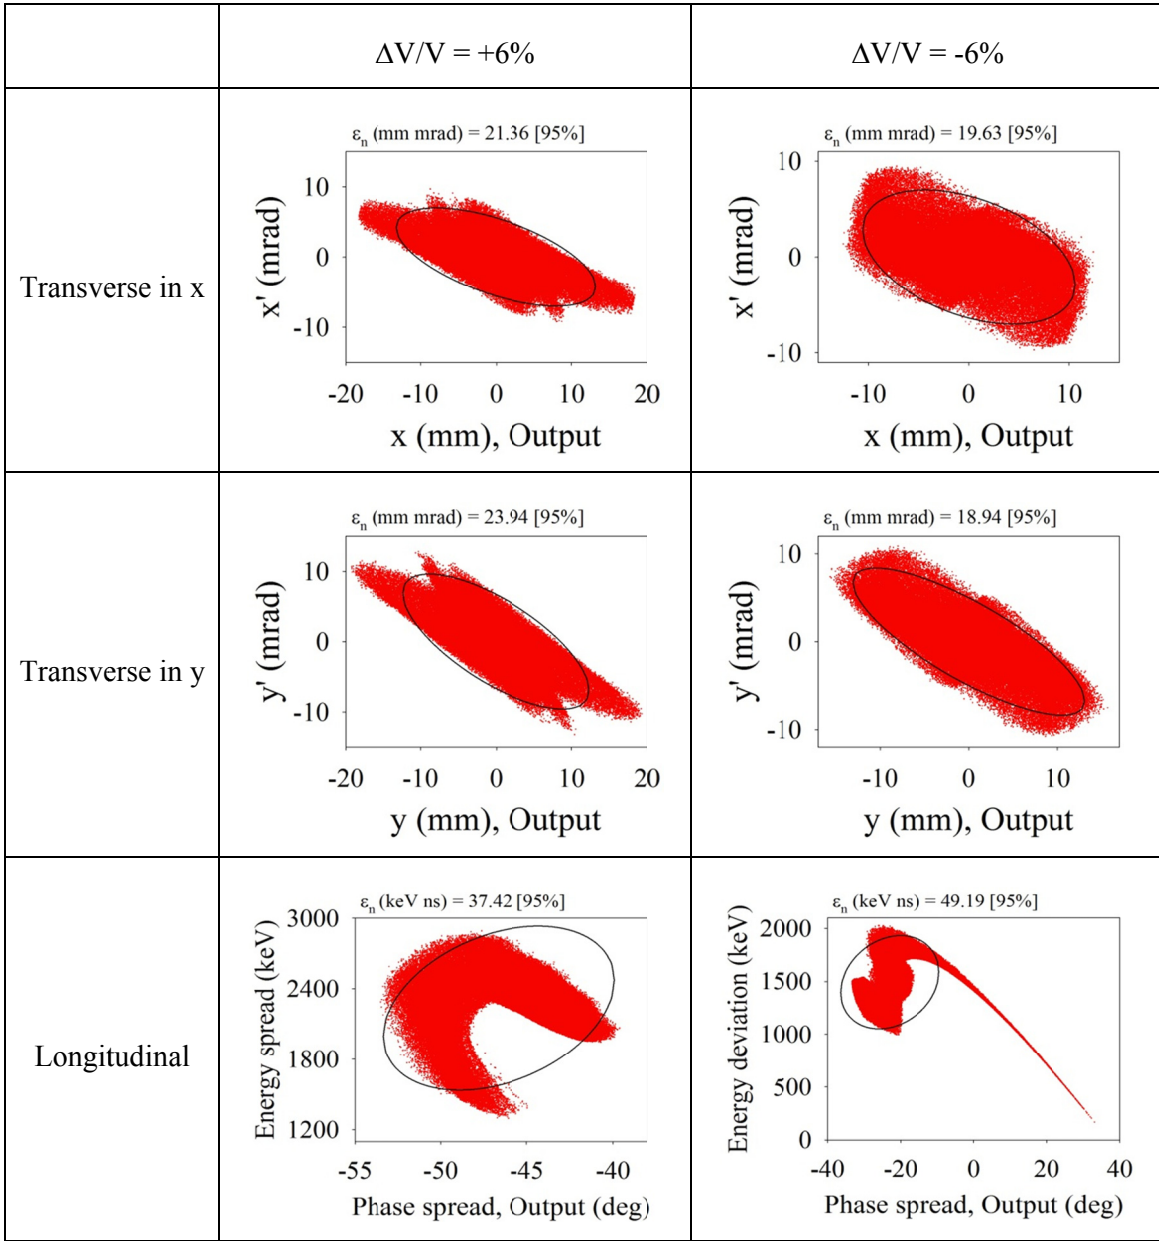 ΔV/V = +6%
ΔV/V = -6%
Transverse in x
εn (mm mrad) = 21.36 [95%]
x' (mrad)
10
0
-10
-20 -10 0 10 20
x (mm), Output
εn (mm mrad) = 19.63 [95%]
x' (mrad)
10
0
-10
-10 0 10
x (mm), Output
Transverse in y
εn (mm mrad) = 23.94 [95%]
y' (mrad)
10
0
-10
-20 -10 0 10 20
y (mm), Output
εn (mm mrad) = 18.94 [95%]
y' (mrad)
10
0
-10
-10 0 10
y (mm), Output
Longitudinal
εn (keV ns) = 37.42 [95%]
Energy spread (keV)
3000
2400
1800
1200
-55 -50 -45 -40
Phase spread, Output (deg)
εn (keV ns) = 49.19 [95%]
Energy deviation (keV)
2000
1500
1000
500
0
-40 -20 0 20 40
Phase spread, Output (deg)